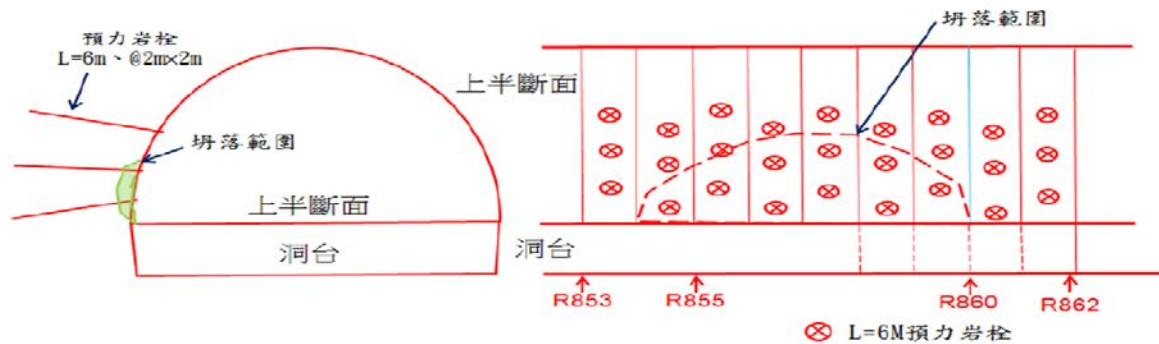 預力岩栓
L=6m、@2m×2m
坍落範圍
上半斷面
洞台
坍落範圍
上半斷面
洞台
R853
R855
R860
R862
L=6M預力岩栓